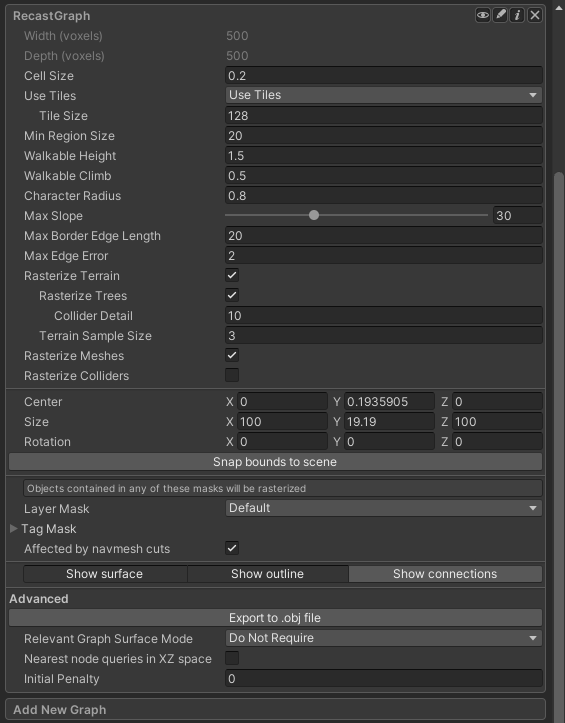 RecastGraph
Width (voxels) 500
Depth (voxels) 500
Cell Size 0.2
Use Tiles Use Tiles
Tile Size 128
Min Region Size 20
Walkable Height 1.5
Walkable Climb 0.5
Character Radius 0.8
Max Slope 30
Max Border Edge Length 20
Max Edge Error 2
Rasterize Terrain
Rasterize Trees
Collider Detail 10
Terrain Sample Size 3
Rasterize Meshes
Rasterize Colliders
Center X 0 Y 0.1935905 Z 0
Size X 100 Y 19.19 Z 100
Rotation X 0 Y 0 Z 0
Snap bounds to scene
Objects contained in any of these masks will be rasterized
Layer Mask Default
Tag Mask
Affected by navmesh cuts
Show surface Show outline Show connections
Advanced
Export to .obj file
Relevant Graph Surface Mode Do Not Require
Nearest node queries in XZ space
Initial Penalty 0
Add New Graph